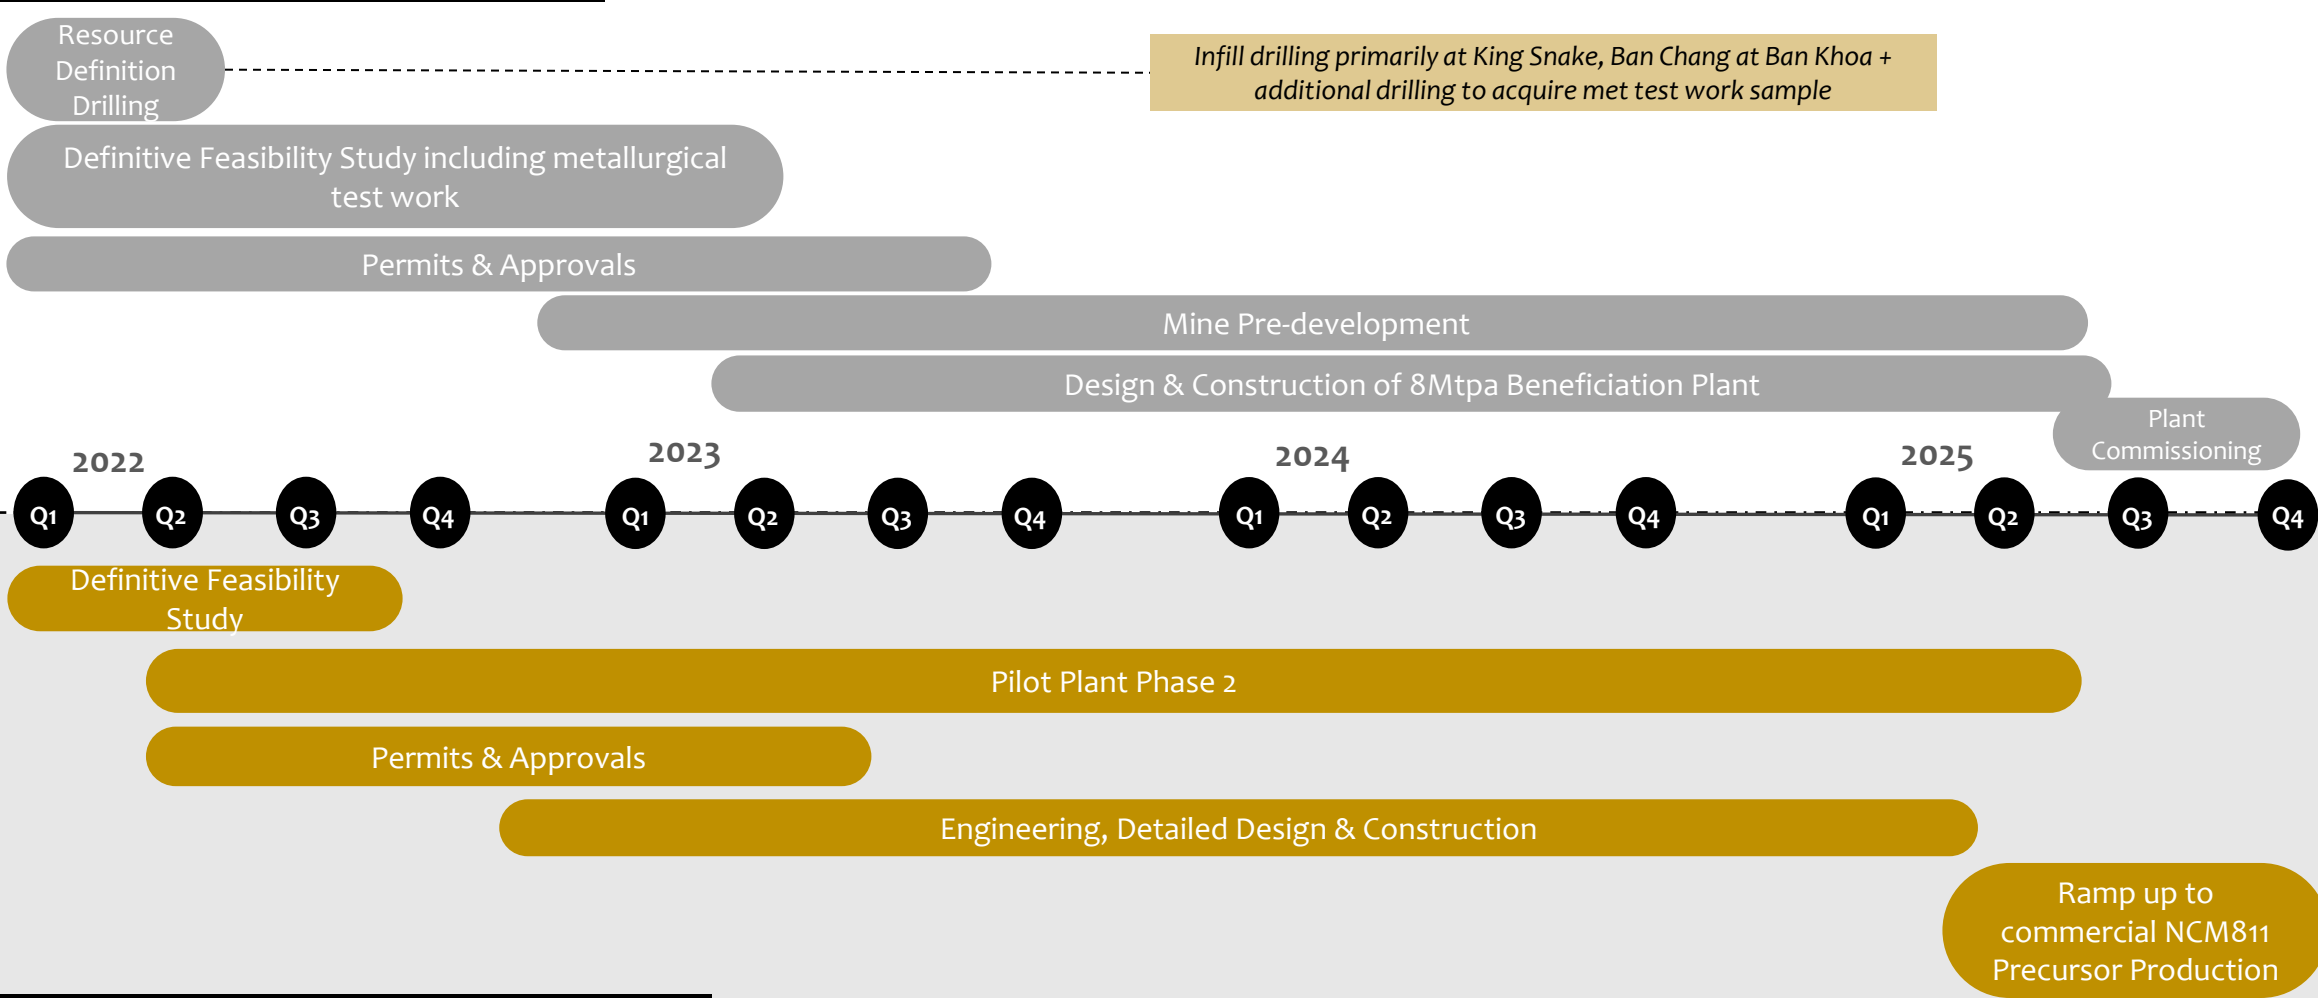 Resource
Definition
Drilling
Infill drilling primarily at King Snake, Ban Chang at Ban Khoa +
additional drilling to acquire met test work sample
Definitive Feasibility Study including metallurgical
test work
Permits & Approvals
Mine Pre-development
Design & Construction of 8Mtpa Beneficiation Plant
Plant
Commissioning
2022
2023
2024
2025
Q1 Q2 Q3 Q4 Q1 Q2 Q3 Q4 Q1 Q2 Q3 Q4 Q1 Q2 Q3 Q4
Definitive Feasibility
Study
Pilot Plant Phase 2
Permits & Approvals
Engineering, Detailed Design & Construction
Ramp up to
commercial NCM811
Precursor Production